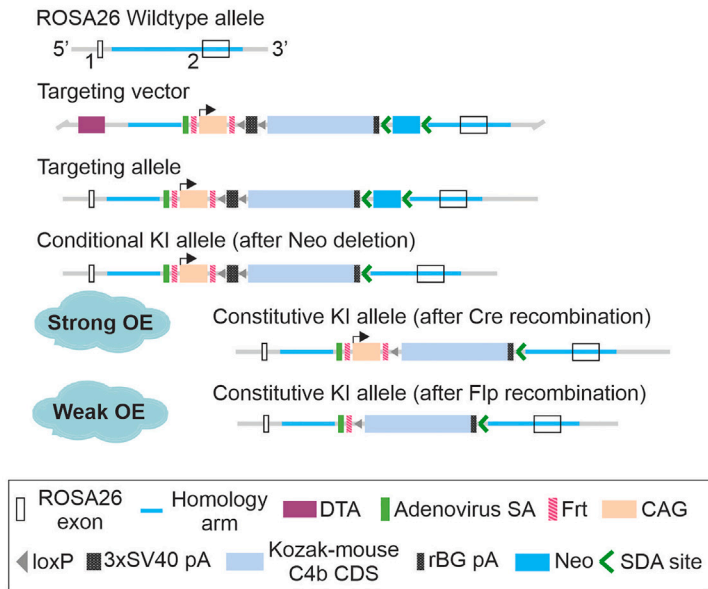 ROSA26 Wildtype allele
5’ 3’
1 2
Targeting vector
Targeting allele
Conditional KI allele (after Neo deletion)
Strong OE
Constitutive KI allele (after Cre recombination)
Weak OE
Constitutive KI allele (after Flp recombination)
ROSA26 exon
Homology arm
DTA
Adenovirus SA
Frt
CAG
loxP
3xSV40 pA
Kozak-mouse C4b CDS
rBG pA
Neo
SDA site